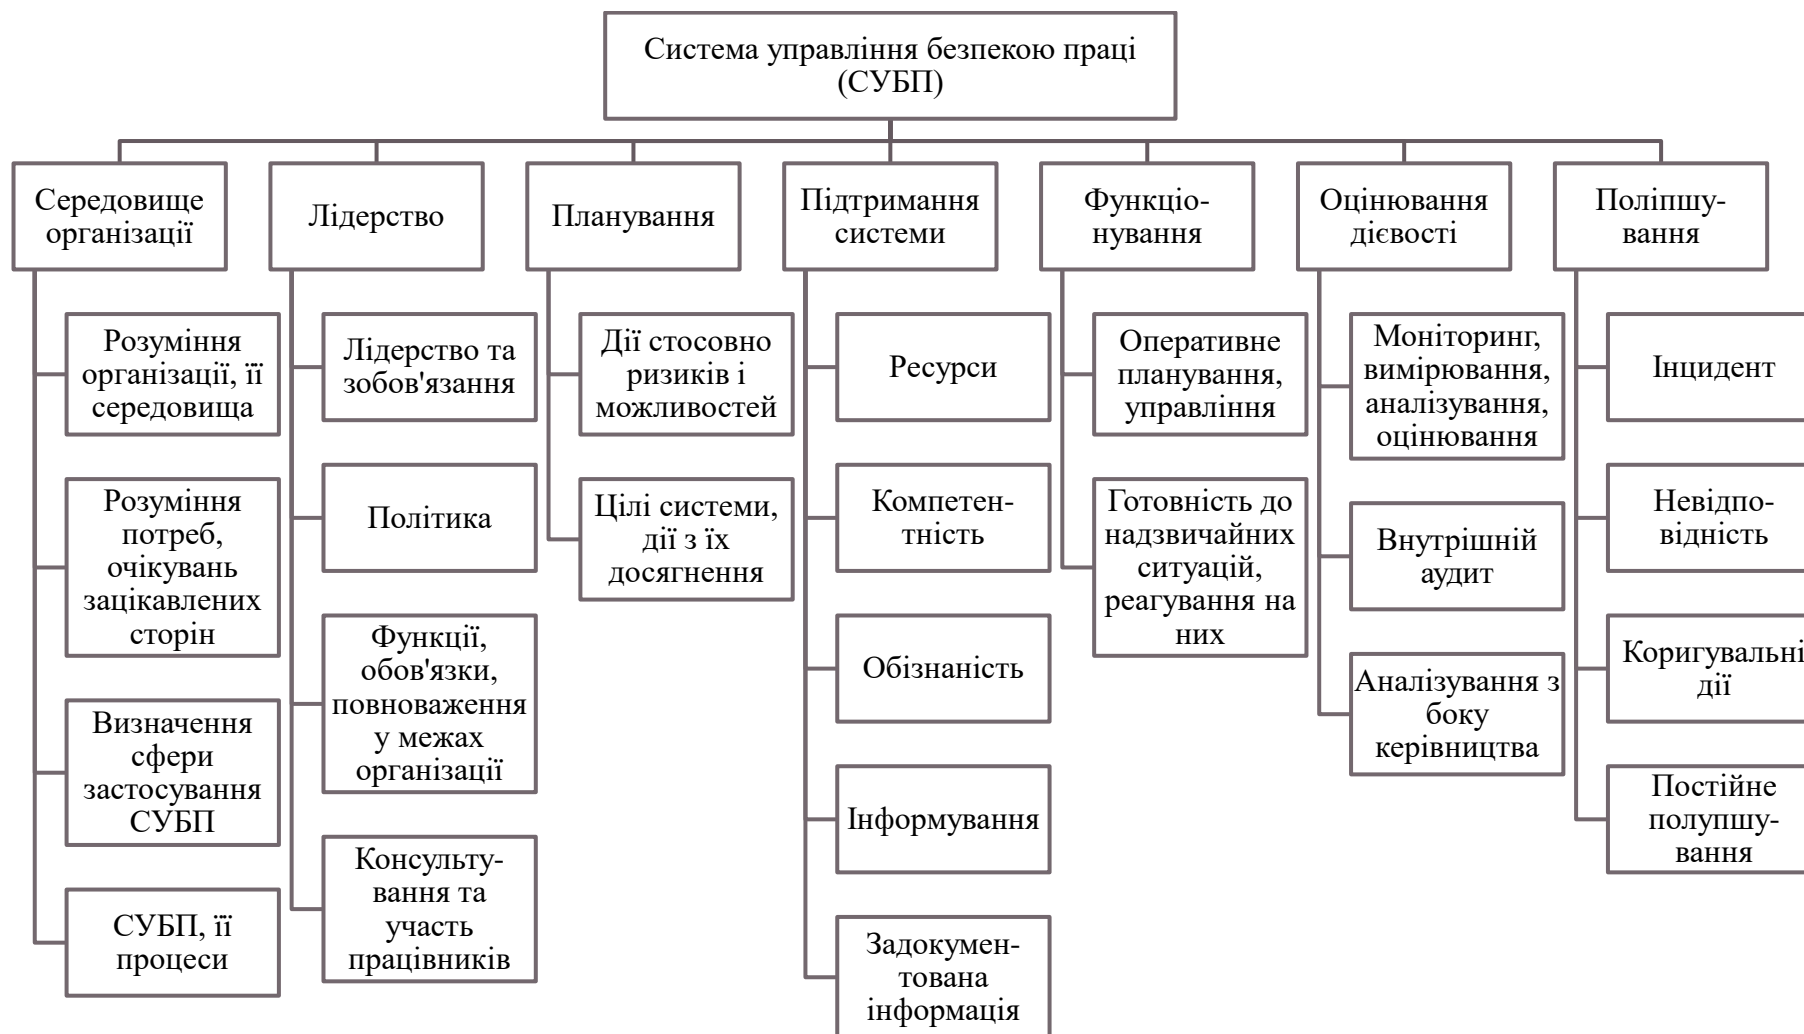 Система управління безпекою праці
(СУБП)
Середовище
організації
Розуміння
організації, її
середовища
Розуміння
потреб,
очікувань
зацікавлених
сторін
Визначення
сфери
застосування
СУБП
СУБП, її
процеси
Лідерство
Лідерство та
зобов'язання
Політика
Функції,
обов'язки,
повноваження
у межах
організації
Консульту-
вання та
участь
працівників
Планування
Дії стосовно
ризиків і
можливостей
Цілі системи,
дії з їх
досягнення
Підтримання
системи
Ресурси
Компетен-
тність
Обізнаність
Інформування
Задокумен-
тована
інформація
Функціо-
нування
Оперативне
планування,
управління
Готовність до
надзвичайних
ситуацій,
реагування на
них
Оцінювання
дієвості
Моніторинг,
вимірювання,
аналізування,
оцінювання
Внутрішній
аудит
Аналізування з
боку
керівництва
Поліпшу-
вання
Інцидент
Невідпо-
відність
Коригувальні
дії
Постійне
полупшу-
вання